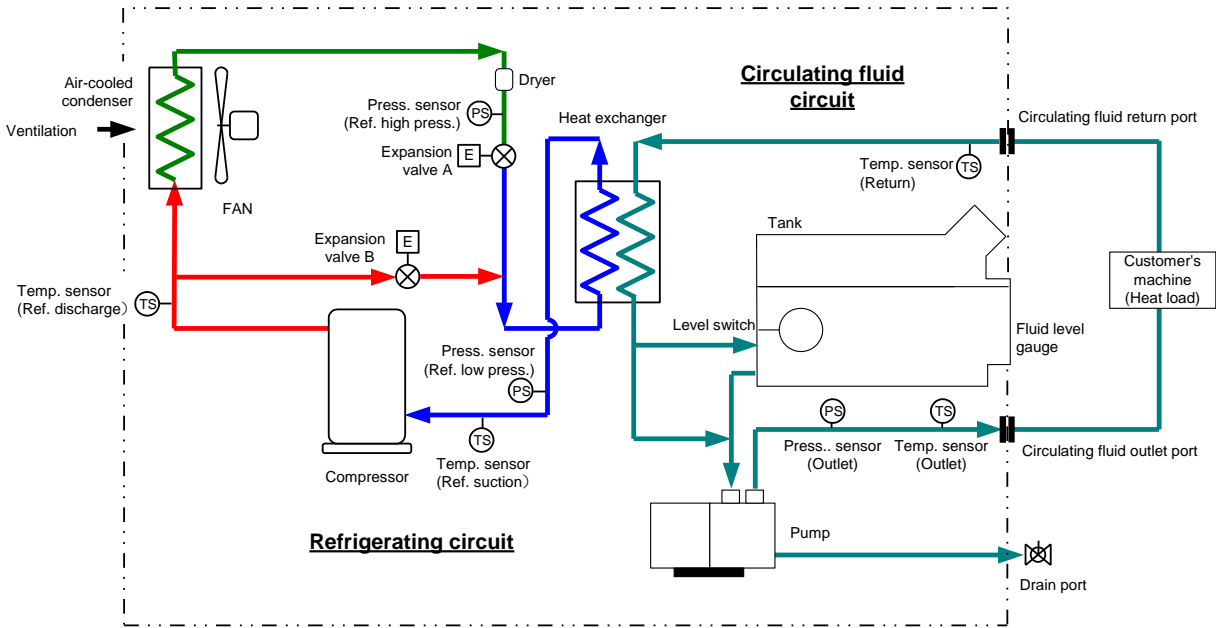 Air-cooled
condenser
Ventilation
FAN
Dryer
Press. sensor
(Ref. high press.)
PS
Expansion
valve A
E
Heat exchanger
Circulating fluid
circuit
Circulating fluid return port
Temp. sensor
(Return)
TS
Expansion
valve B
E
Temp. sensor
(Ref. discharge)
TS
Tank
Customer's
machine
(Heat load)
Level switch
Fluid level
gauge
Press. sensor
(Ref. low press.)
PS
TS
Temp. sensor
(Ref. suction)
Compressor
PS
Press.. sensor
(Outlet)
TS
Temp. sensor
(Outlet)
Circulating fluid outlet port
Refrigerating circuit
Pump
Drain port